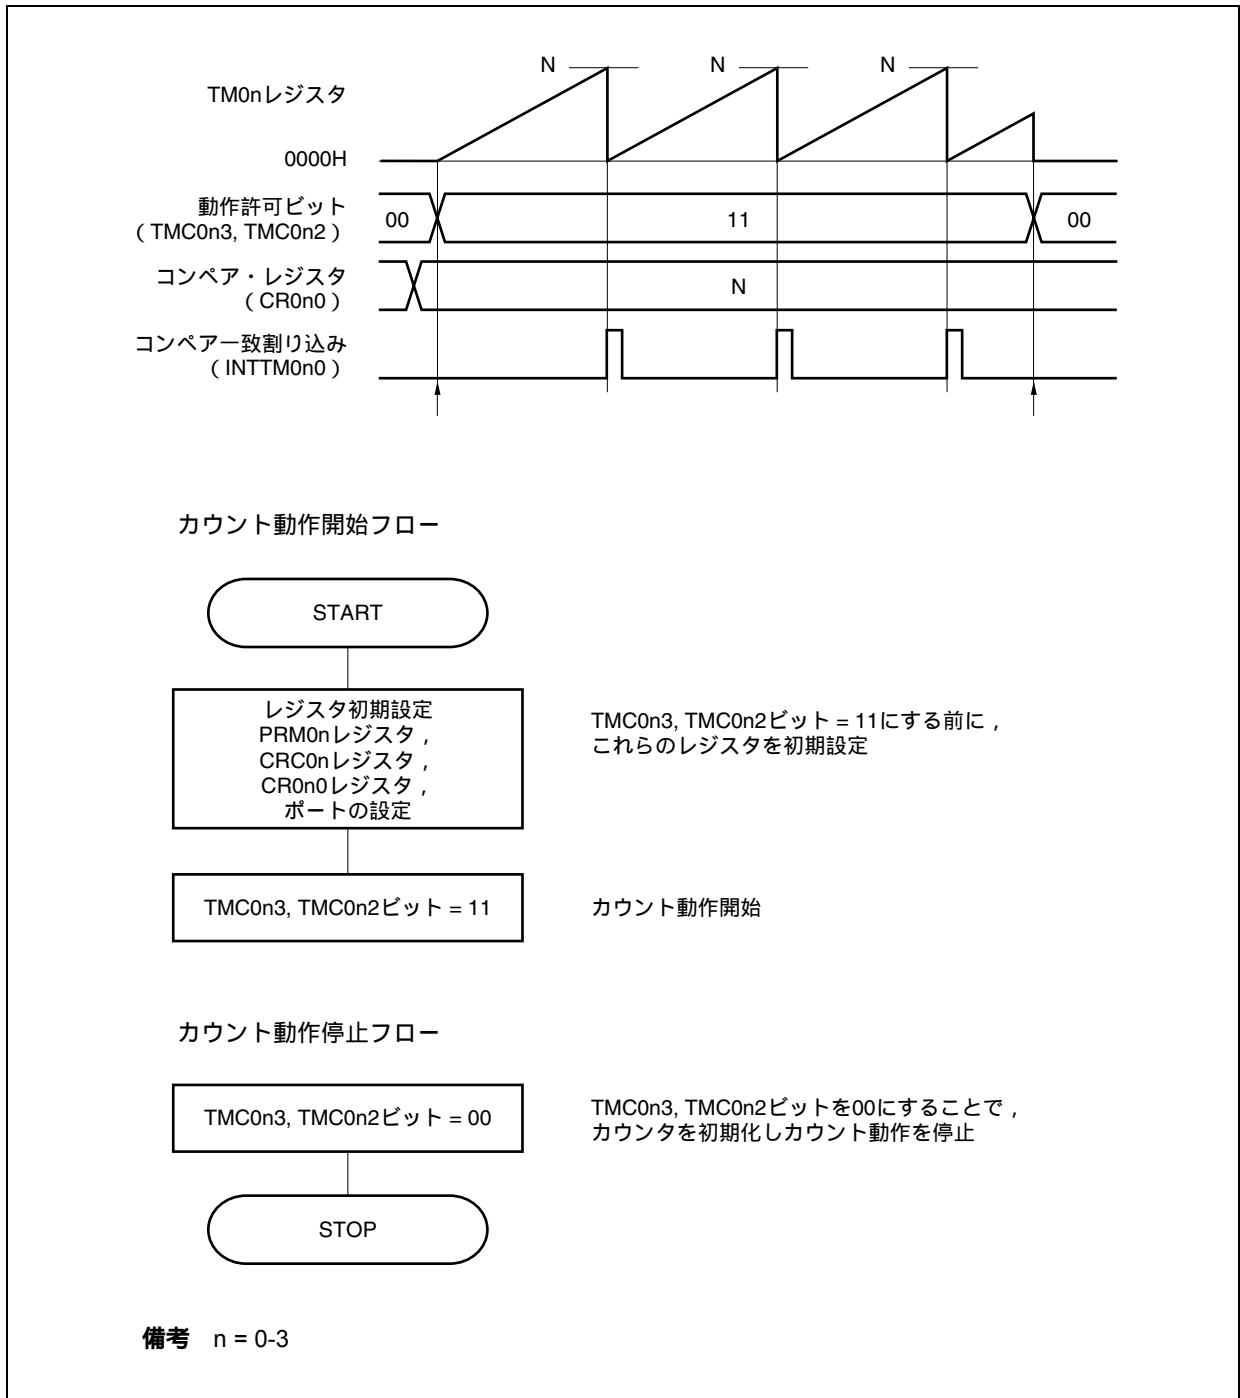 N N N
TM0nレジスタ
0000H
動作許可ビット
（TMC0n3, TMC0n2）
00 11 00
コンペア・レジスタ
（CR0n0）
N
コンペア一致割り込み
（INTTM0n0）
カウント動作開始フロー
START
レジスタ初期設定
PRM0nレジスタ，
CRC0nレジスタ，
CR0n0レジスタ，
ポートの設定
TMC0n3, TMC0n2ビット = 11にする前に，
これらのレジスタを初期設定
TMC0n3, TMC0n2ビット = 11
カウント動作開始
カウント動作停止フロー
TMC0n3, TMC0n2ビット = 00
TMC0n3, TMC0n2ビットを00にすることで，
カウンタを初期化しカウント動作を停止
STOP
備考 n = 0-3